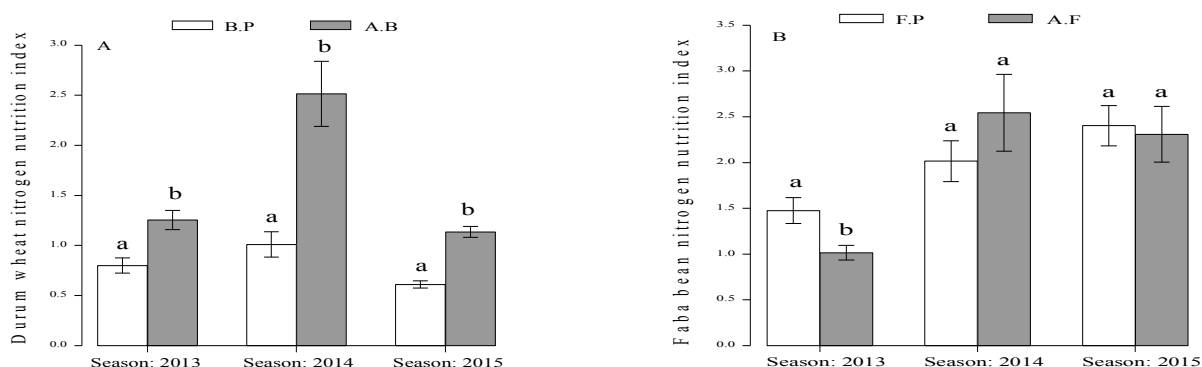 B.P A.B
A
Durum wheat nitrogen nutrition index
3.0
2.5
2.0
1.5
1.0
0.5
0.0
a b
a b
a b
Season: 2013 Season: 2014 Season: 2015
F.P A.F
B
Faba bean nitrogen nutrition index
3.5
3.0
2.5
2.0
1.5
1.0
0.5
0.0
a b
a a
a a
Season: 2013 Season: 2014 Season: 2015